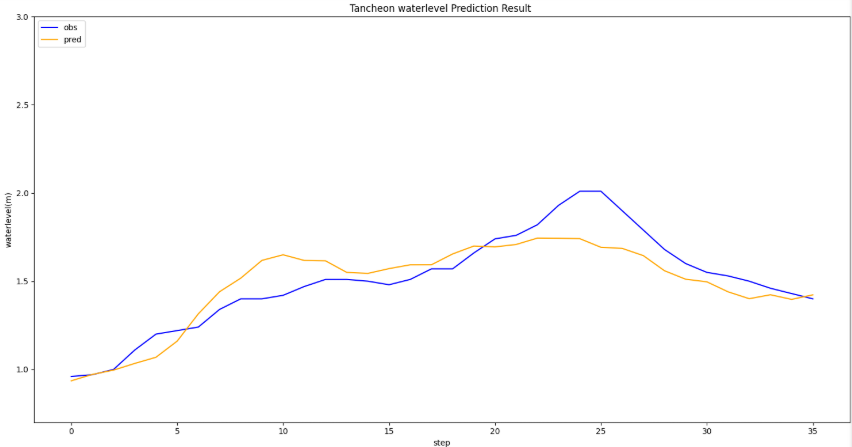 Tancheon waterlevel Prediction Result
obs
pred
3.0
2.5
2.0
1.5
1.0
waterlevel(m)
0 5 10 15 20 25 30 35
step